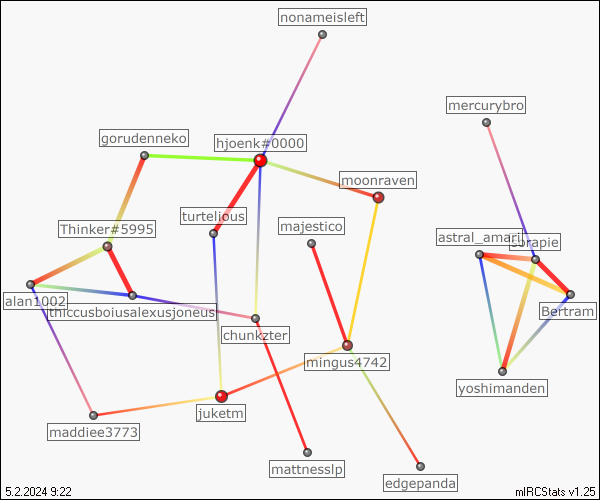 nonameisleft
mercurybro
gorudenneko
hjoenk#0000
moonraven
turtelious
Thinker#5995
majestico
astral_amari
sorapie
alan1002
thiccusboiusalexusjoneus
Bertram
chunkzter
mingus4742
yoshimanden
juketm
maddiee3773
mattnesslp
edgepanda
5.2.2024 9:22
mIRCStats v1.25